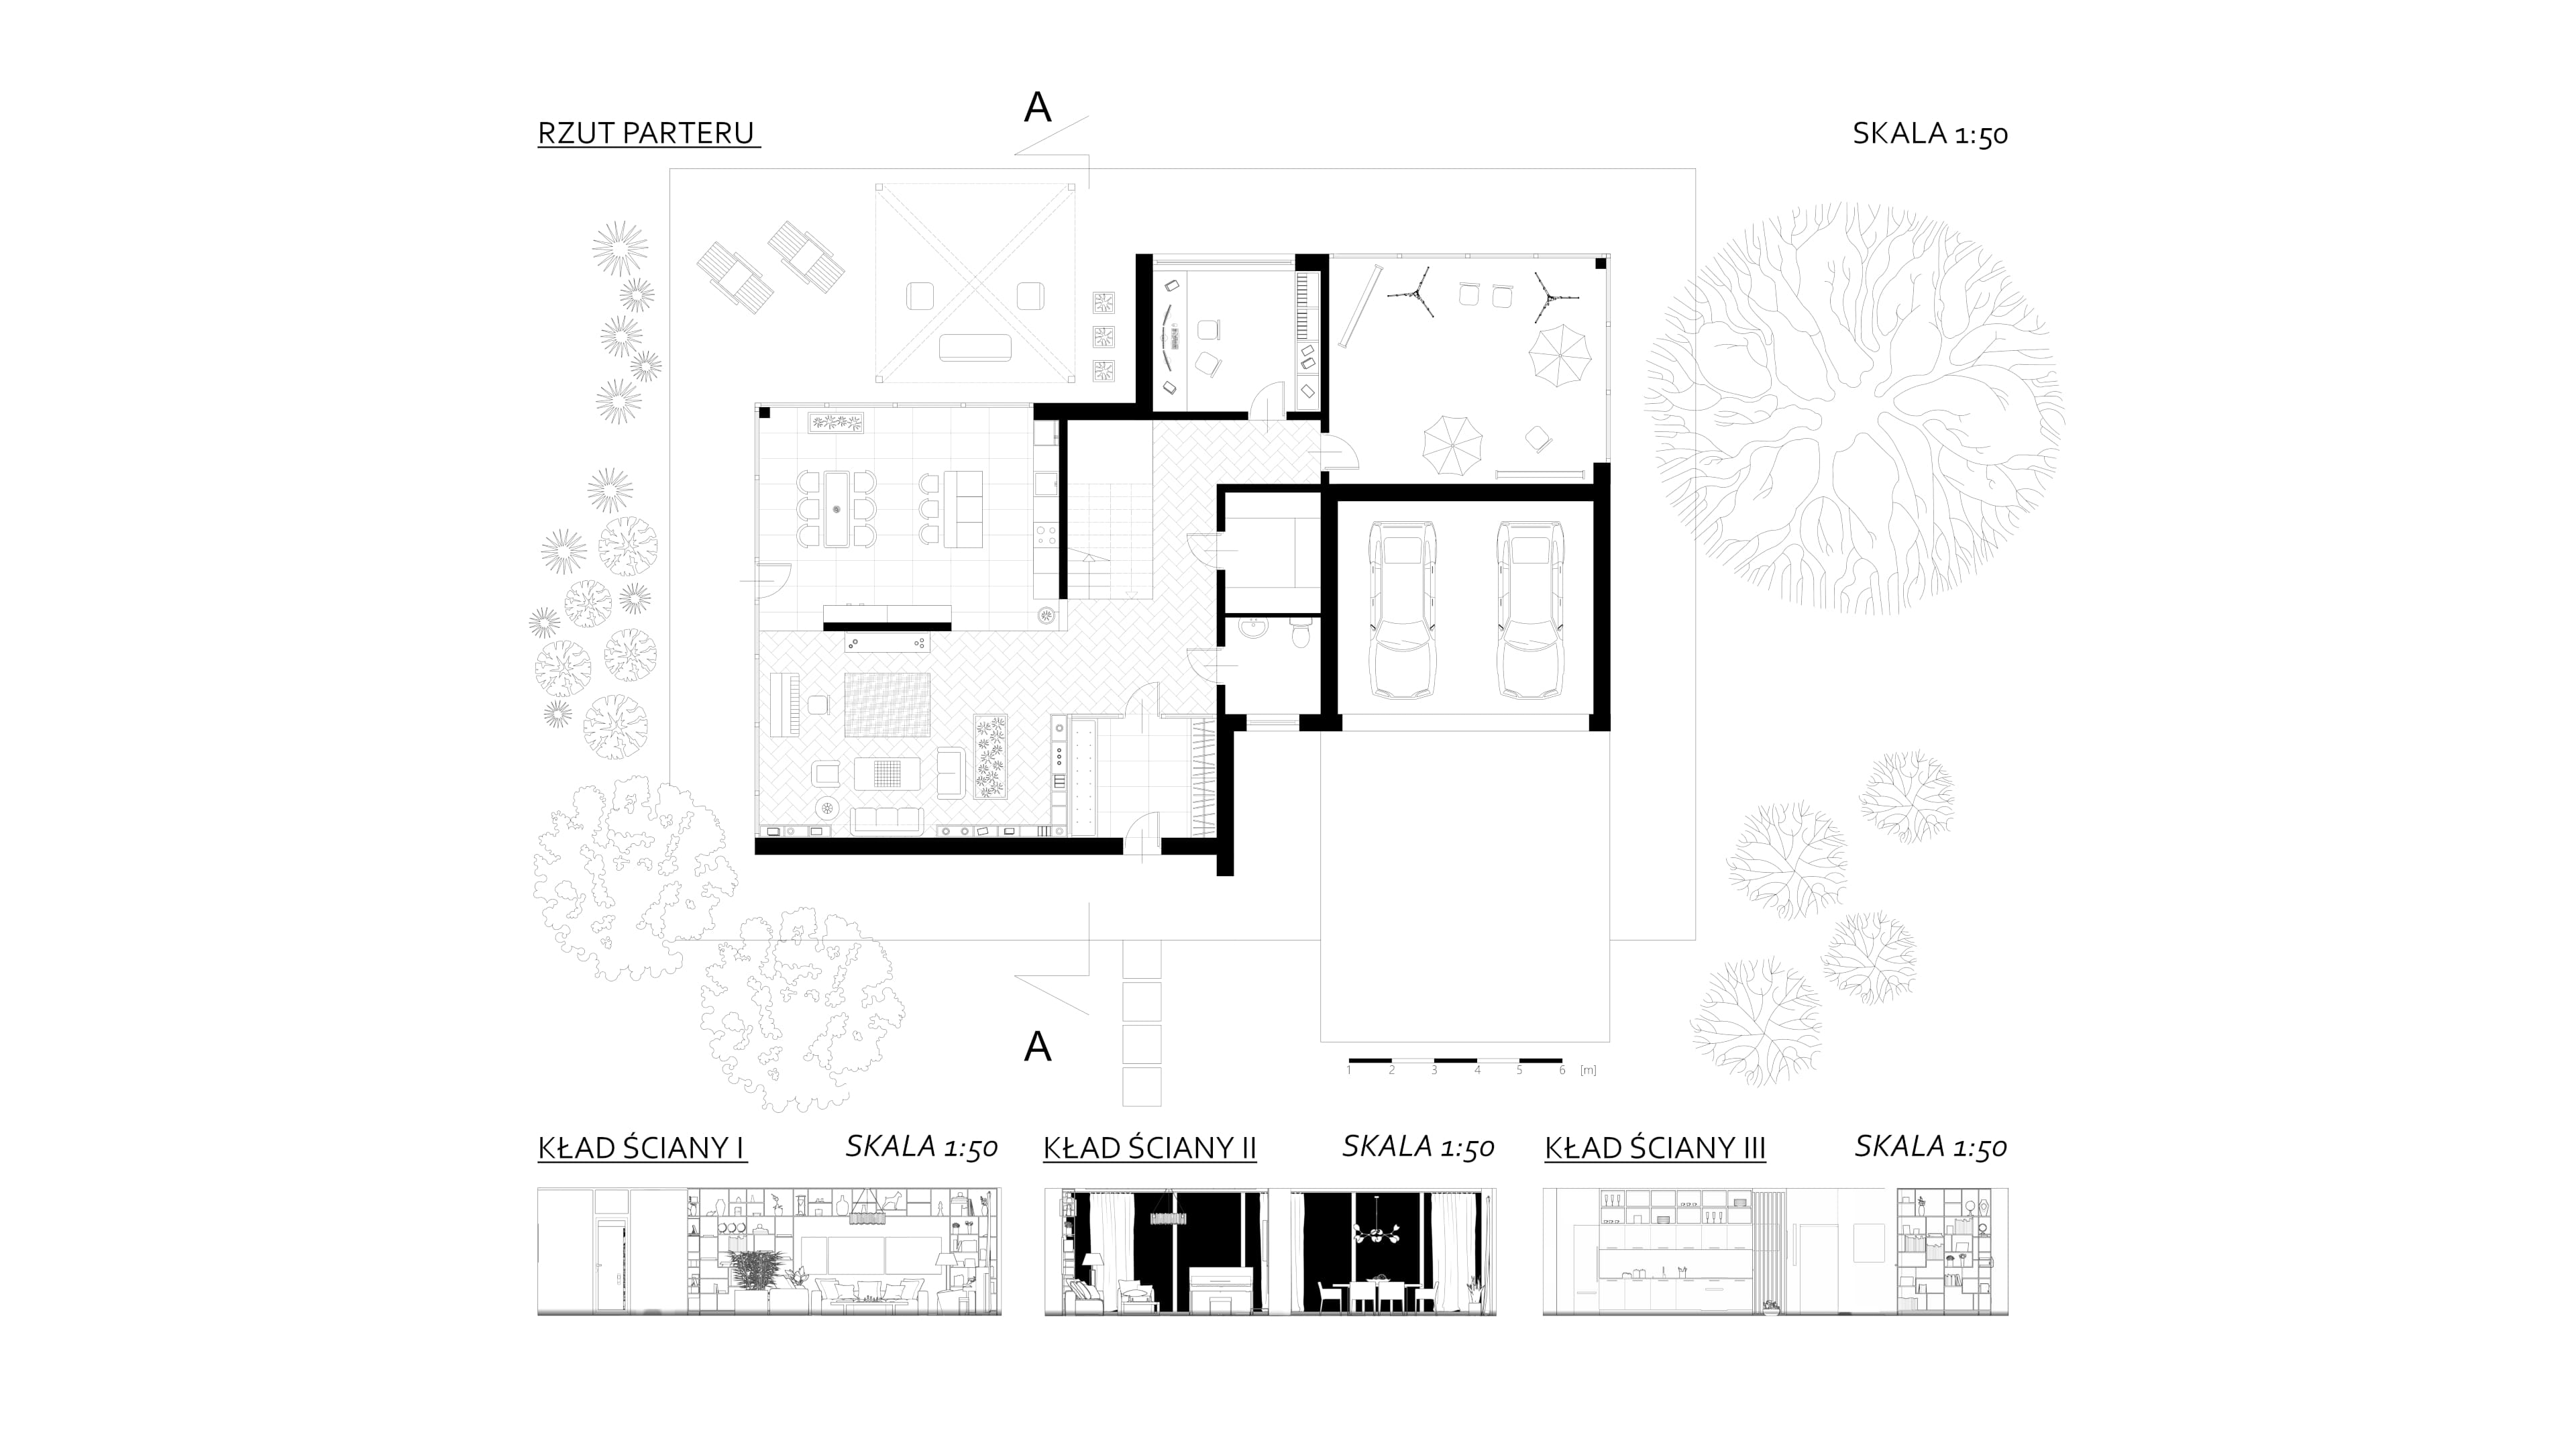 A
RZUT PARTERU
SKALA 1:50
A
1 2 3 4 5 6 [m]
KŁAD ŚCIANY I
SKALA 1:50
KŁAD ŚCIANY II
SKALA 1:50
KŁAD ŚCIANY III
SKALA 1:50